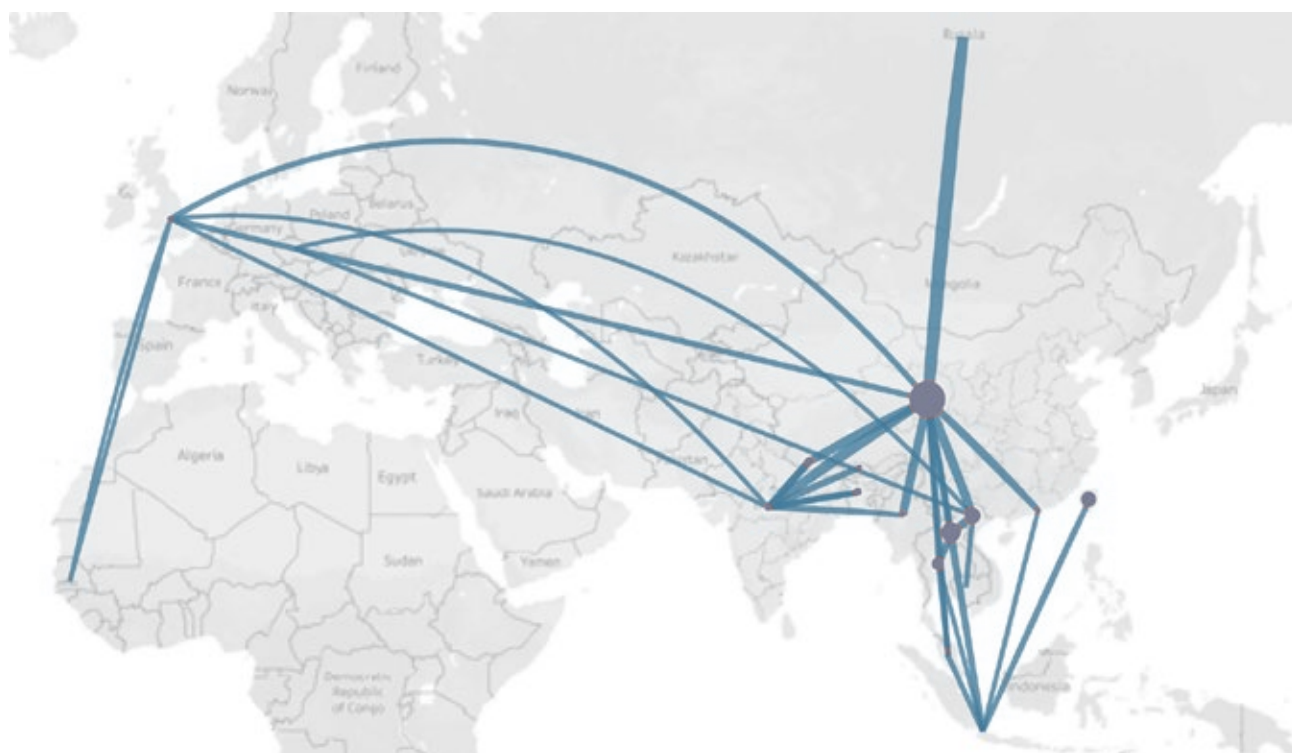 Russia
Finland
Norway
Belarus
Poland
Germany
Kazakhstan
Mongolia
France
Italy
Spain
Turkey
Japan
Iraq
Iran
Algeria
Libya
Egypt
Saudi Arabia
Sudan
Yemen
Democratic
Republic
of Congo
Indonesia